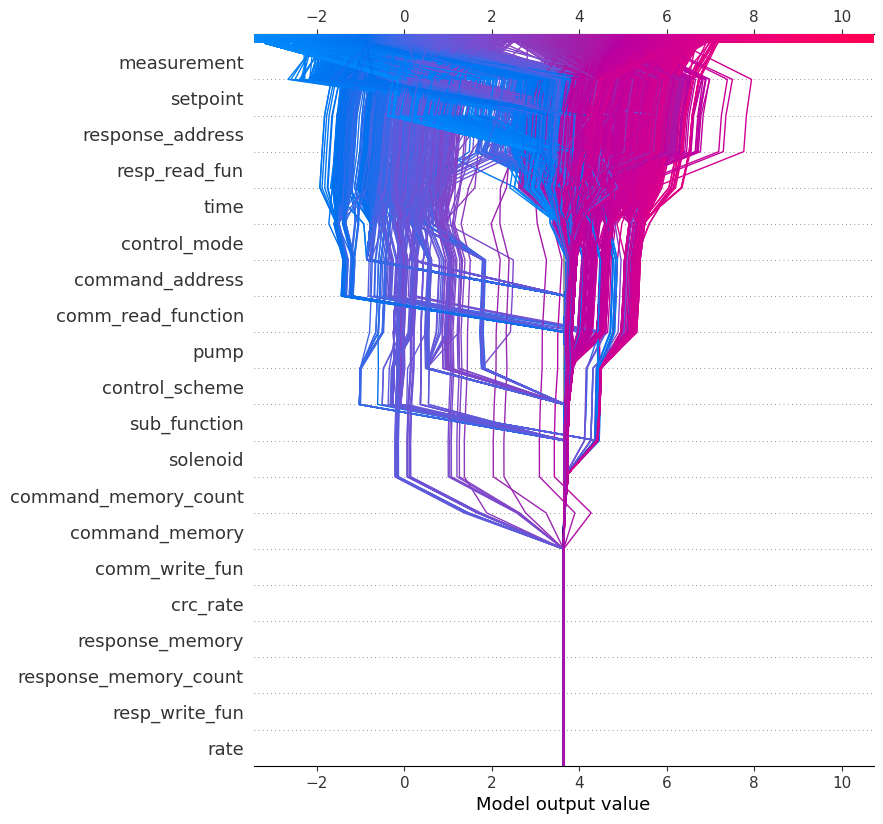 −2 0 2 4 6 8 10
measurement
setpoint
response_address
resp_read_fun
time
control_mode
command_address
comm_read_function
pump
control_scheme
sub_function
solenoid
command_memory_count
command_memory
comm_write_fun
crc_rate
response_memory
response_memory_count
resp_write_fun
rate
−2 0 2 4 6 8 10
Model output value